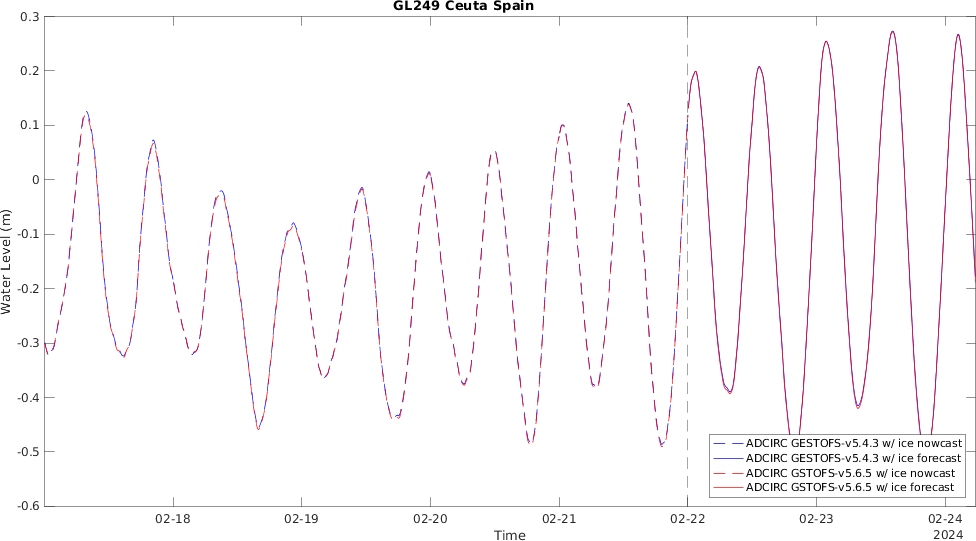 GL249 Ceuta Spain
0.3
0.2
0.1
0
-0.1
-0.2
-0.3
-0.4
-0.5
-0.6
Water Level (m)
ADCIRC GESTOFS-v5.4.3 w/ ice nowcast
ADCIRC GESTOFS-v5.4.3 w/ ice forecast
ADCIRC GSTOFS-v5.6.5 w/ ice nowcast
ADCIRC GSTOFS-v5.6.5 w/ ice forecast
02-18 02-19 02-20 02-21 02-22 02-23 02-24
Time 2024